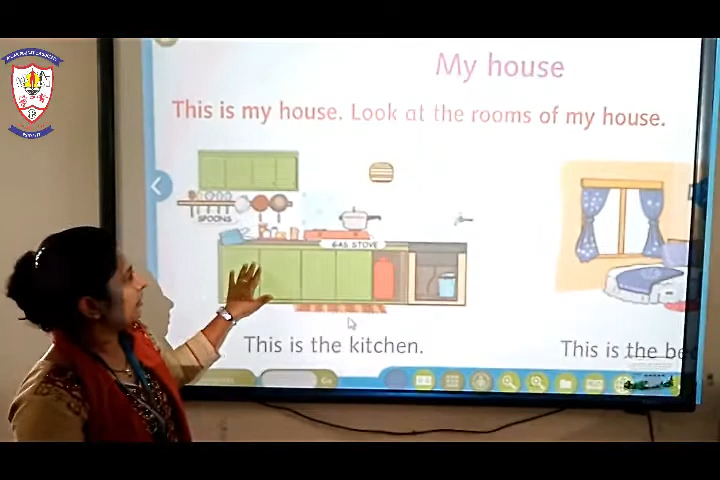 My house
This is my house. Look at the rooms of my house.
SPOONS
GAS STOVE
This is the kitchen.
This is the be